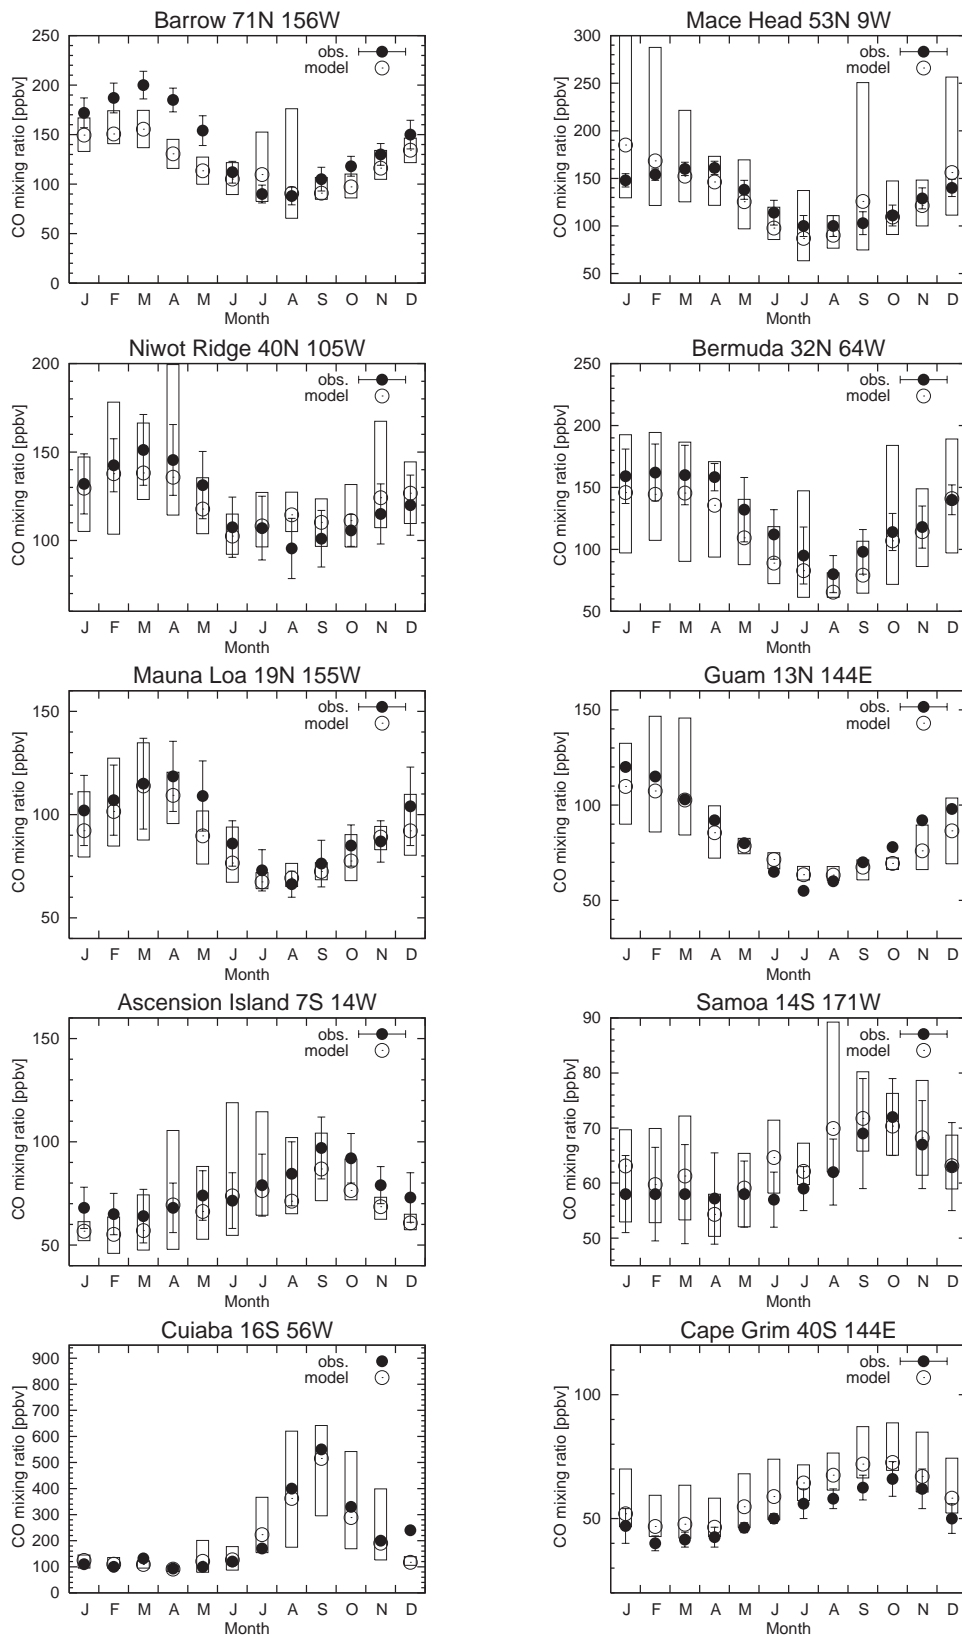 Barrow 71N 156W
CO mixing ratio [ppbv]
250
200
150
100
50
0
obs.
model
J F M A M J J A S O N D
Month
Mace Head 53N 9W
CO mixing ratio [ppbv]
300
250
200
150
100
50
obs.
model
J F M A M J J A S O N D
Month
Niwot Ridge 40N 105W
CO mixing ratio [ppbv]
200
150
100
obs.
model
J F M A M J J A S O N D
Month
Bermuda 32N 64W
CO mixing ratio [ppbv]
250
200
150
100
50
obs.
model
J F M A M J J A S O N D
Month
Mauna Loa 19N 155W
CO mixing ratio [ppbv]
150
100
50
obs.
model
J F M A M J J A S O N D
Month
Guam 13N 144E
CO mixing ratio [ppbv]
150
100
50
obs.
model
J F M A M J J A S O N D
Month
Ascension Island 7S 14W
CO mixing ratio [ppbv]
150
100
50
obs.
model
J F M A M J J A S O N D
Month
Samoa 14S 171W
CO mixing ratio [ppbv]
90
80
70
60
50
obs.
model
J F M A M J J A S O N D
Month
Cuiaba 16S 56W
CO mixing ratio [ppbv]
900
800
700
600
500
400
300
200
100
0
obs.
model
J F M A M J J A S O N D
Month
Cape Grim 40S 144E
CO mixing ratio [ppbv]
100
50
obs.
model
J F M A M J J A S O N D
Month